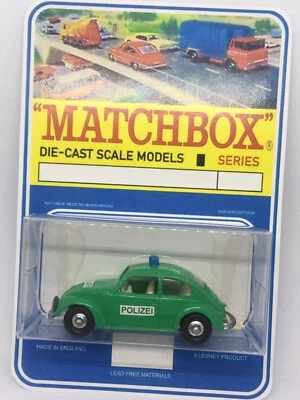 "MATCHBOX"®
DIE-CAST SCALE MODELS SERIES
POLIZEI
MADE IN ENGLAND
A LESNEY PRODUCT
LEAD FREE MATERIALS